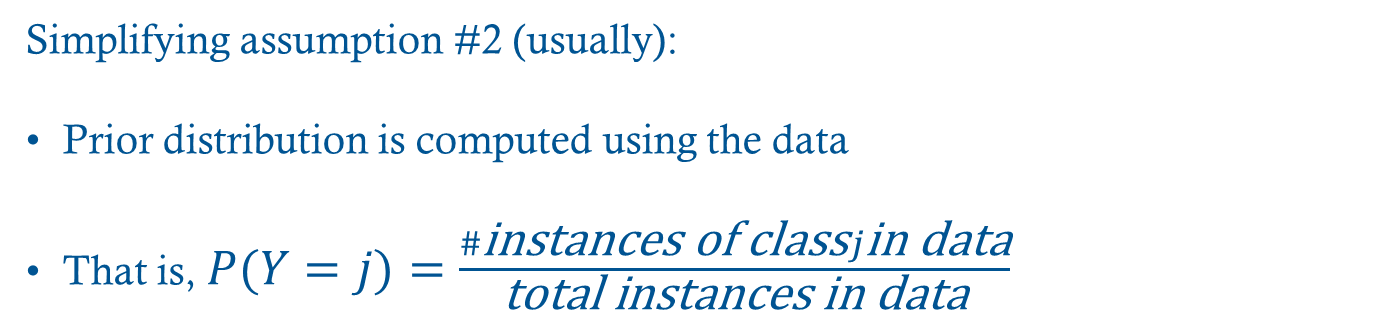 Simplifying assumption #2 (usually):
• Prior distribution is computed using the data
• That is, P(Y = j) = #instances of classj in data
total instances in data